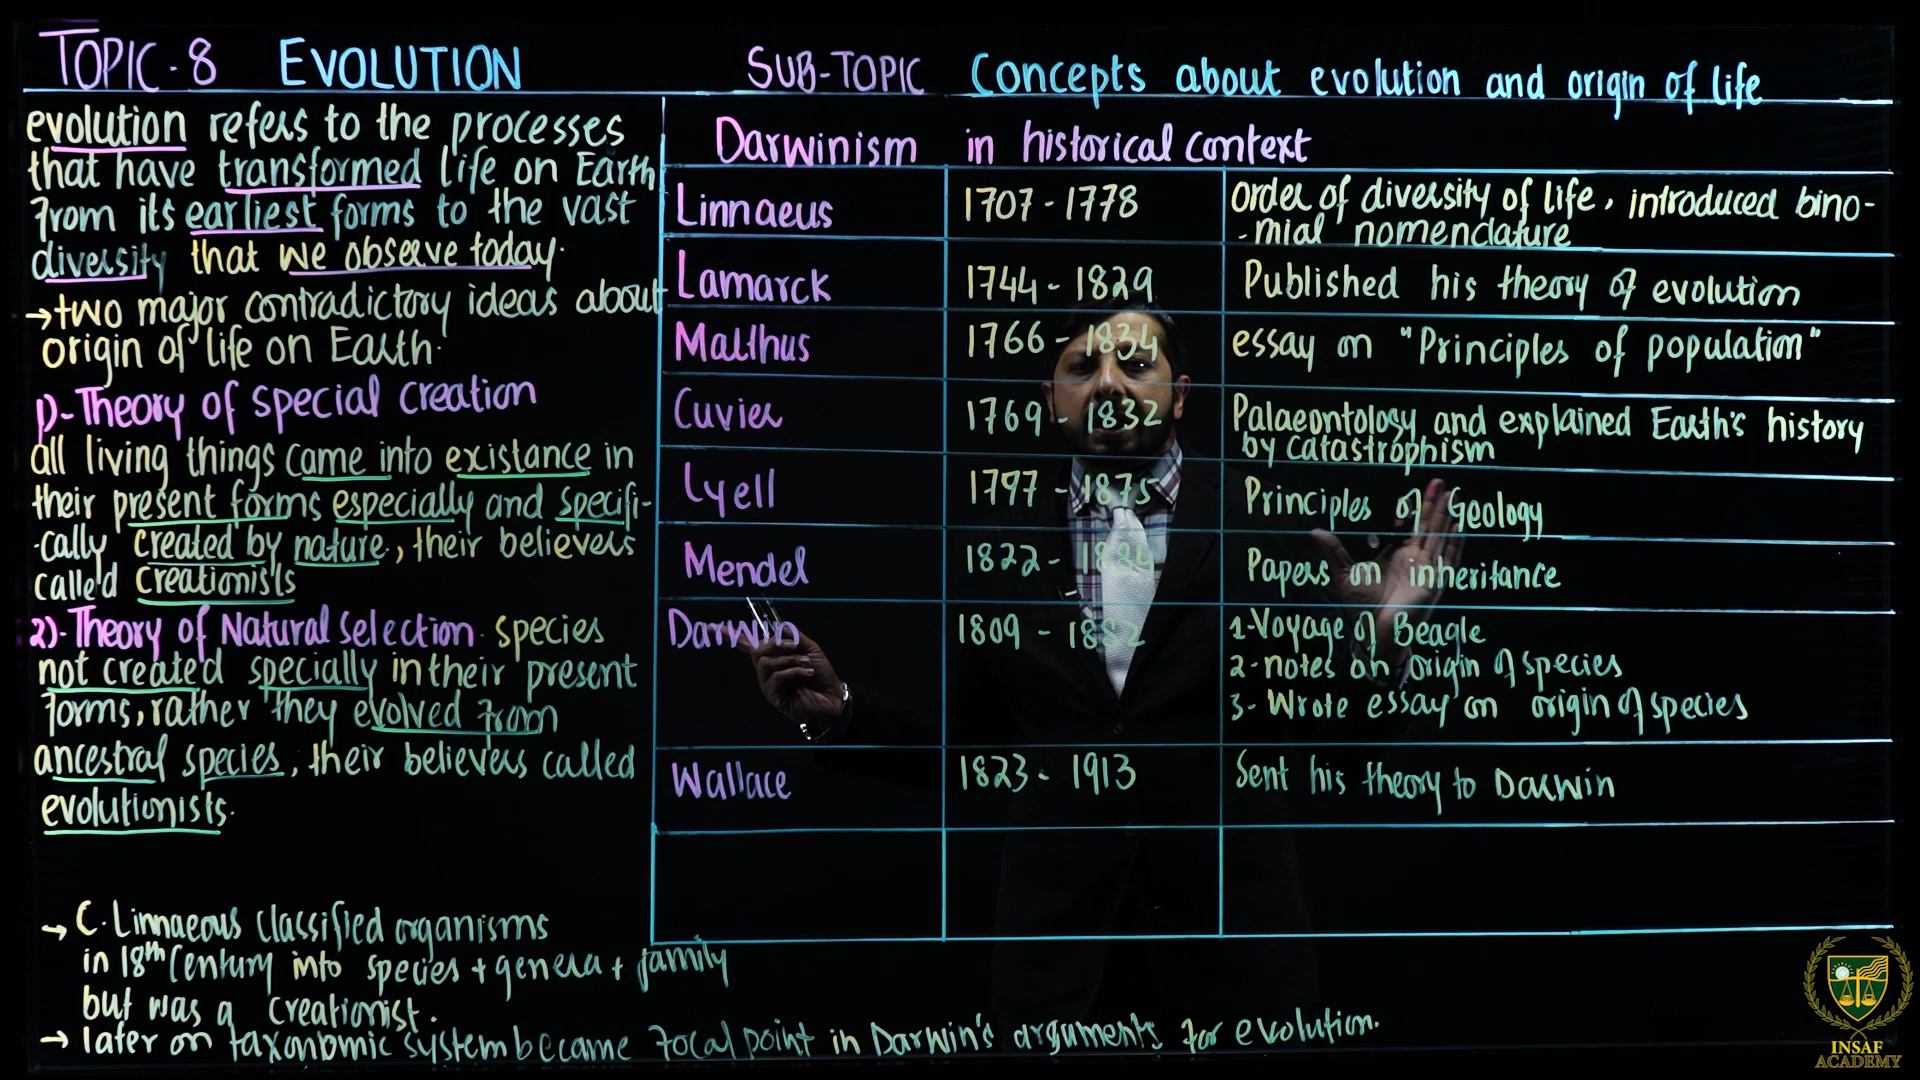 TOPIC-8 EVOLUTION
SUB-TOPIC Concepts about evolution and origin of life
evolution refers to the processes
that have transformed life on Earth
from its earliest forms to the vast
diversity that we observe today.
→two major contradictory ideas about
origin of life on Earth.
1)-Theory of special creation
all living things came into existance in
their present forms especially and specifi-
-cally created by nature, their believers
called creationists
2)-Theory of Natural selection. species
not created specially in their present
forms, rather they evolved from
ancestral species, their believers called
evolutionists.
→ C. Linnaeous classified organisms
in 18th Century into species + genera + family
but was a creationist.
→ later on taxonomic system became focal point in Darwin's arguments for evolution.
Darwinism in historical context
Linnaeus 1707 - 1778 order of diversity of life, introduced bino-
-mial nomenclature
Lamarck 1744 - 1829 Published his theory of evolution
Malthus 1766 - 1834 essay on "Principles of population"
Cuvier 1769 - 1832 Palaeontology and explained Earth's history
by catastrophism
Lyell 1797 - 1875 Principles of Geology
Mendel 1822 - 1884 Papers on inheritance
Darwin 1809 - 1882 1-Voyage of Beagle
2-notes on origin of species
3-Wrote essay on origin of species
Wallace 1823 - 1913 Sent his theory to Darwin
INSAF
ACADEMY